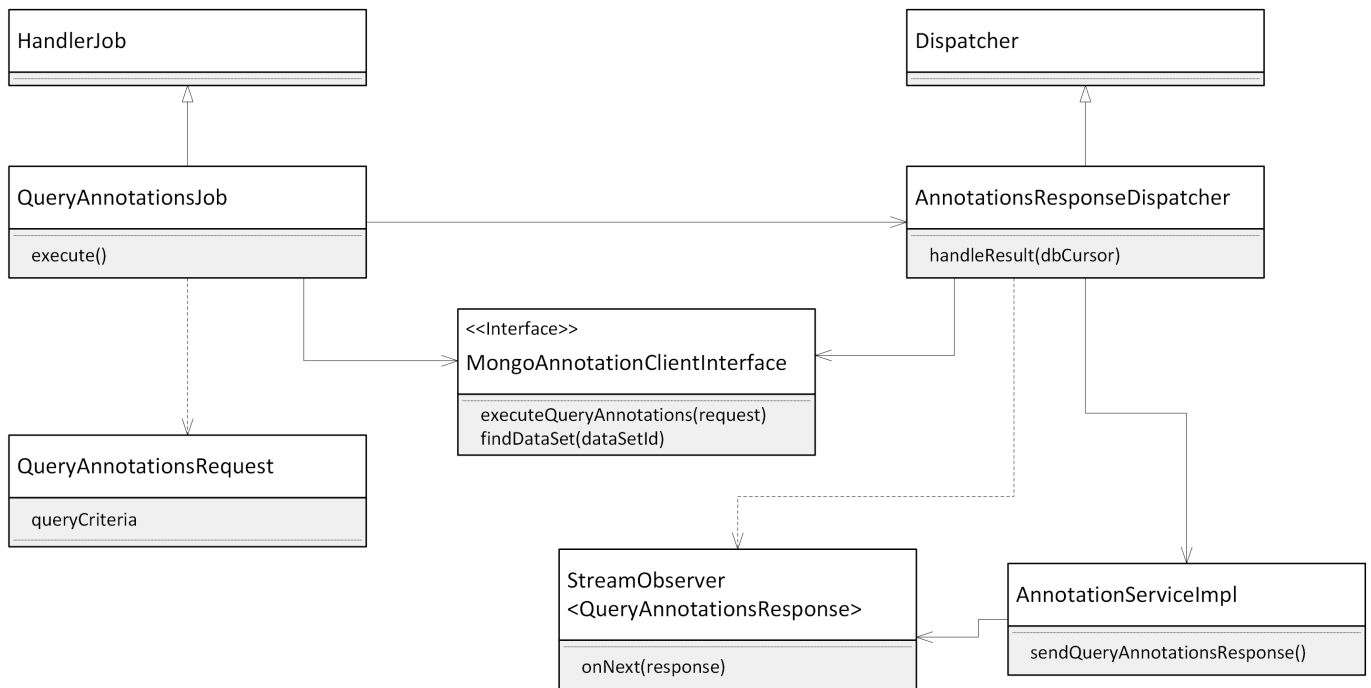 HandlerJob
Dispatcher
QueryAnnotationsJob
execute()
AnnotationsResponseDispatcher
handleResult(dbCursor)
<<Interface>>
MongoAnnotationClientInterface
executeQueryAnnotations(request)
findDataSet(dataSetId)
QueryAnnotationsRequest
queryCriteria
StreamObserver
<QueryAnnotationsResponse>
onNext(response)
AnnotationServiceImpl
sendQueryAnnotationsResponse()